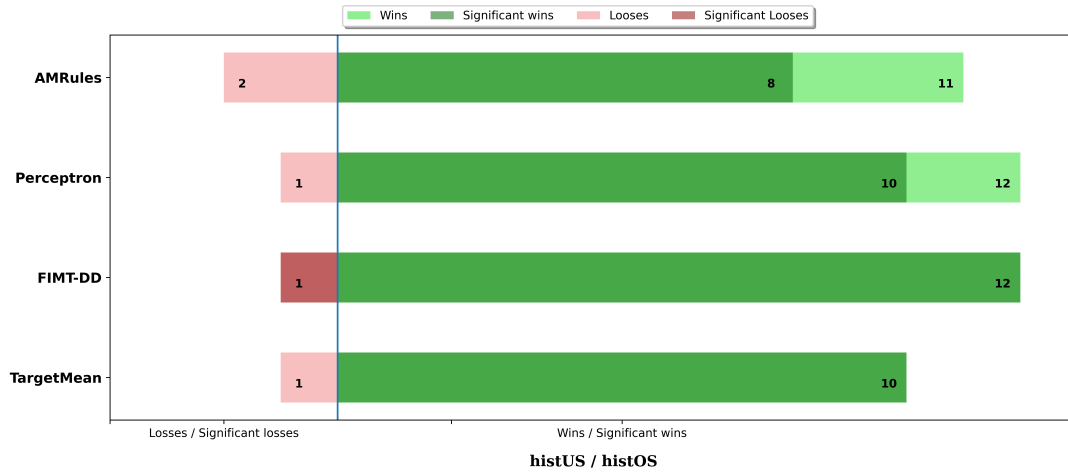 Wins Significant wins Looses Significant Looses
AMRules 2 8 11
Perceptron 1 10 12
FIMT-DD 1 12
TargetMean 1 10
Losses / Significant losses Wins / Significant wins
histUS / histOS